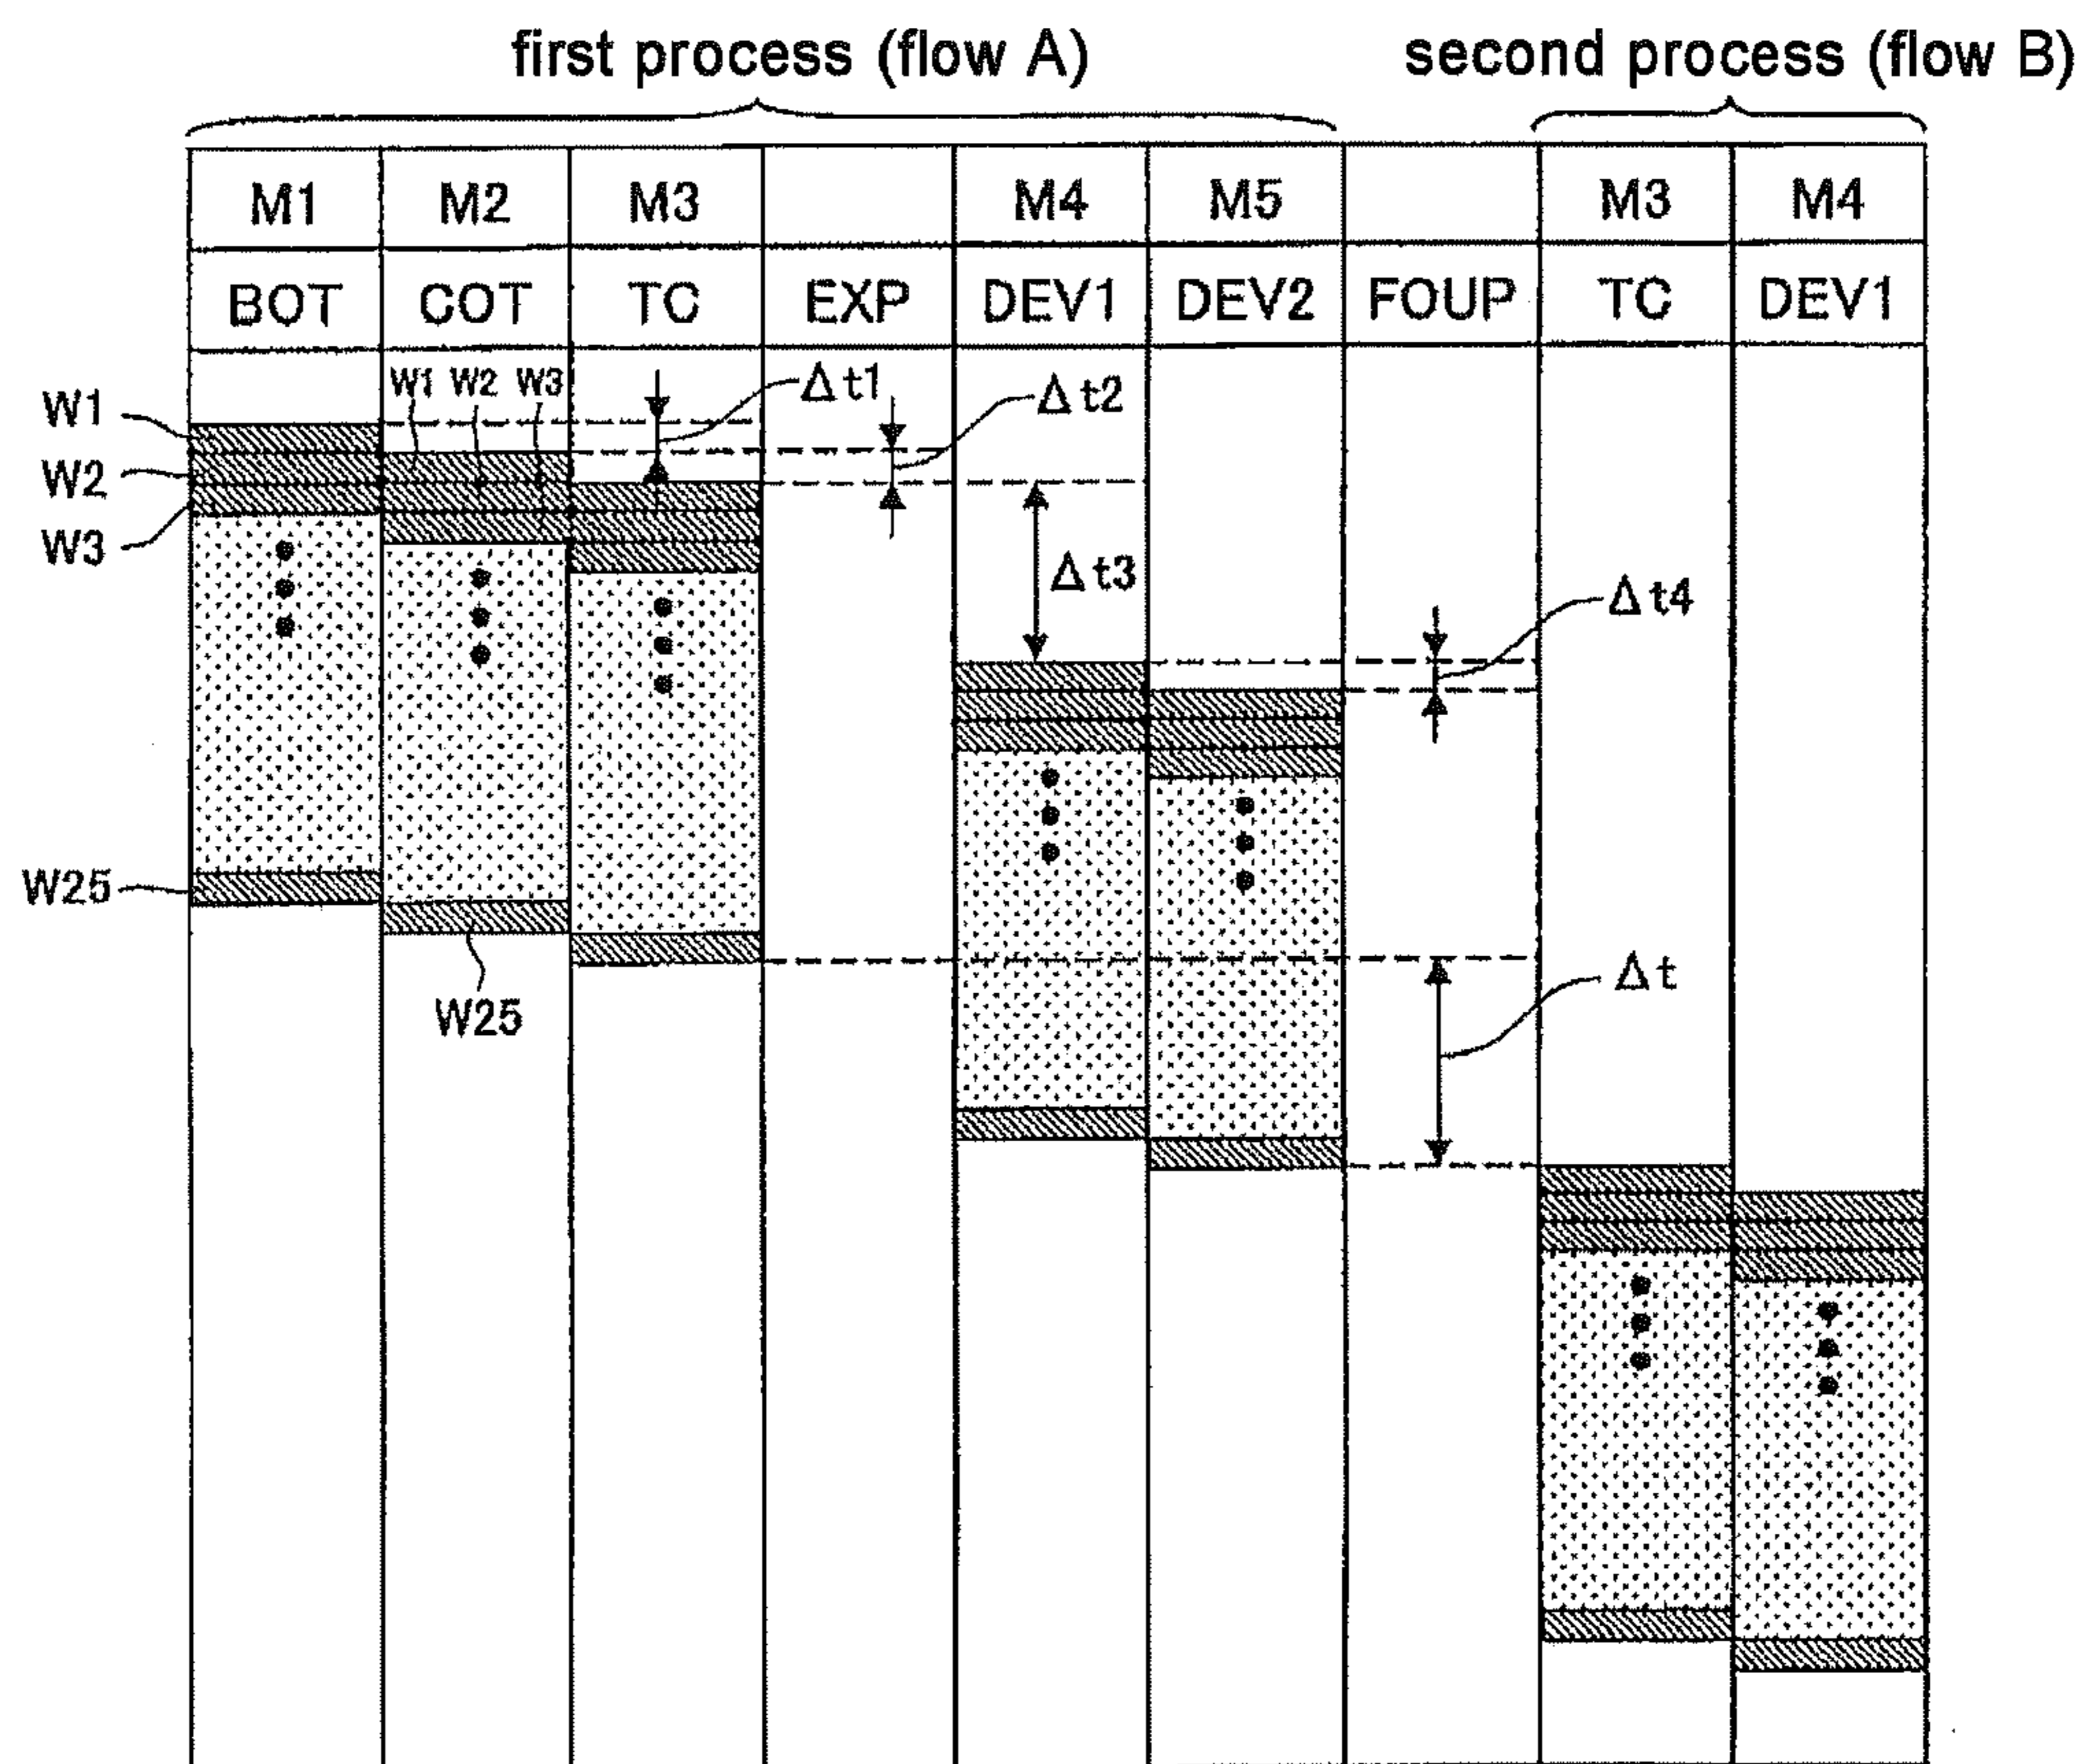 first process (flow A) second process (flow B)
M1 M2 M3 M4 M5 M3 M4
BOT COT TC EXP DEV1 DEV2 FOUP TC DEV1
W1 W2 W3 Δt1 Δt2
W1
W2
W3
Δt3
Δt4
W25
Δt
W25